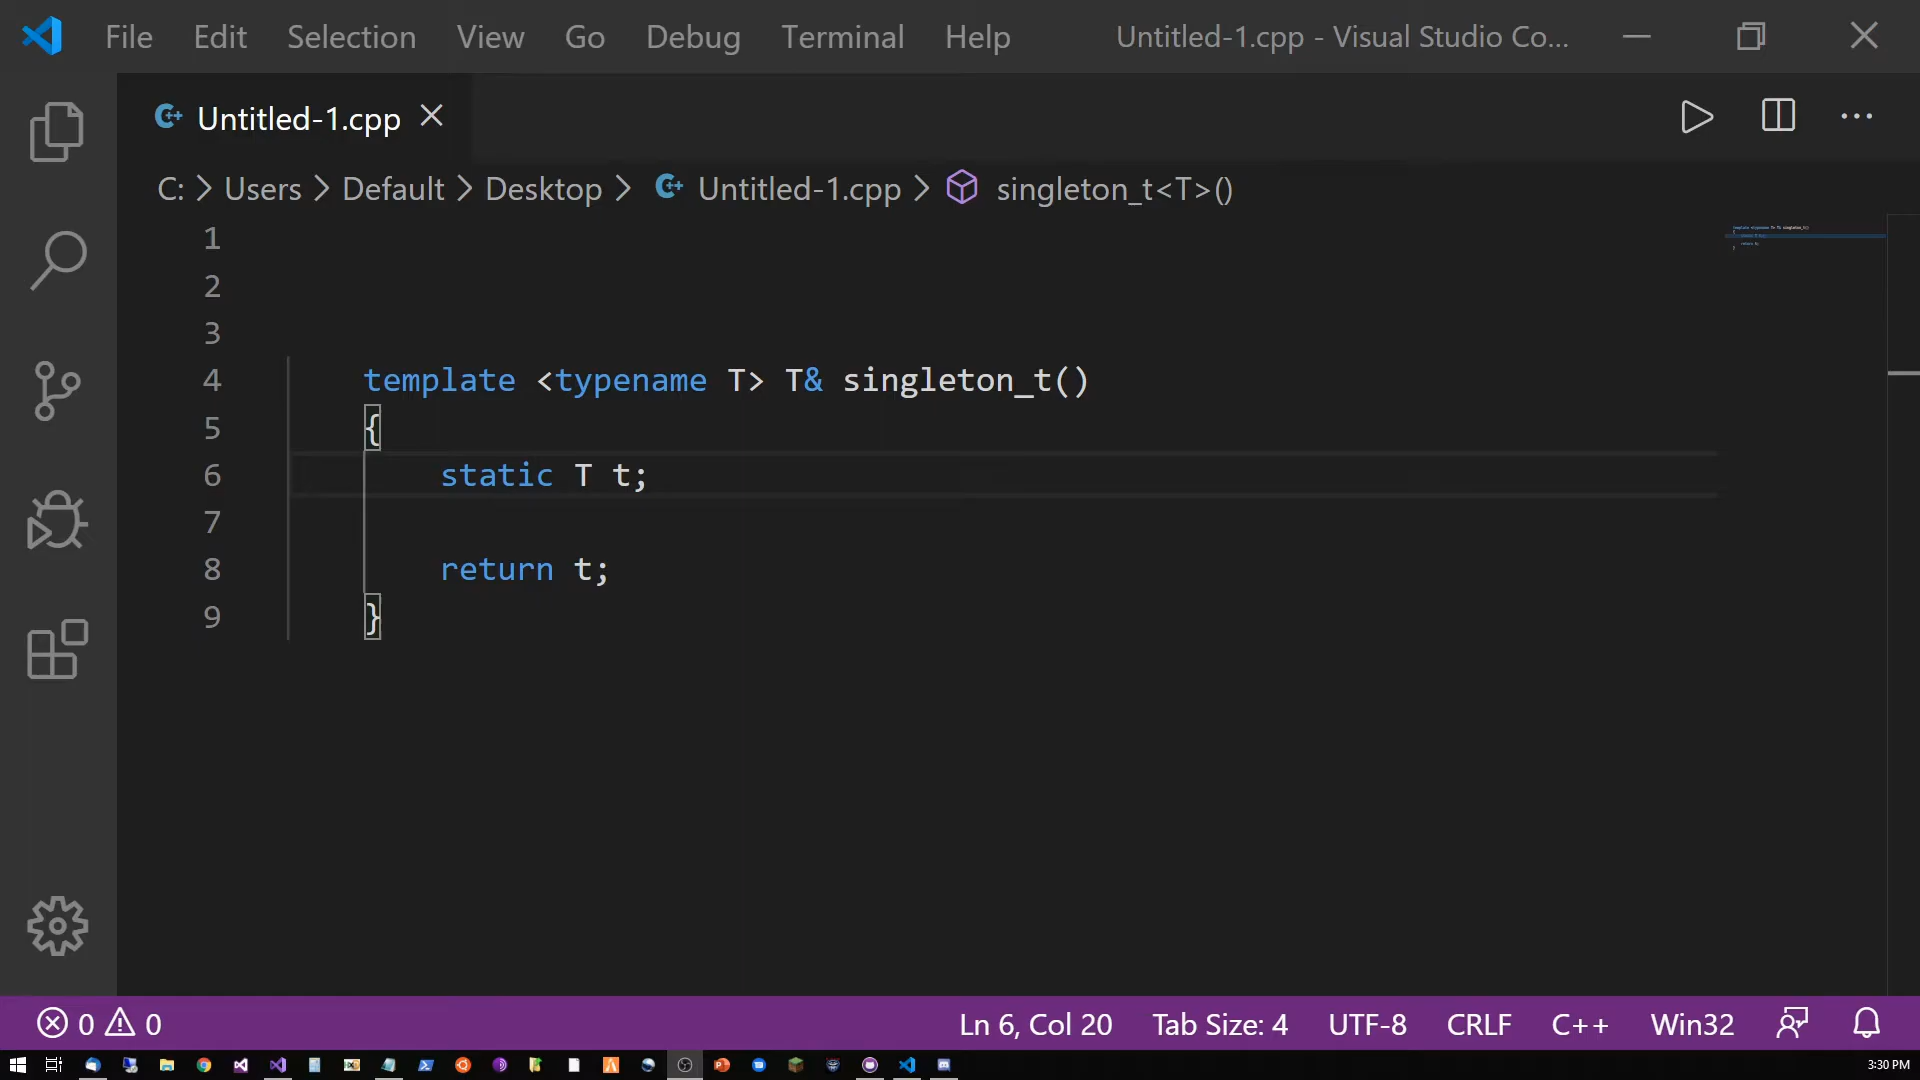 File Edit Selection View Go Debug Terminal Help Untitled-1.cpp - Visual Studio Co...
Untitled-1.cpp
C: > Users > Default > Desktop > Untitled-1.cpp > singleton_t<T>()
1
2
3
4 template <typename T> T& singleton_t()
5 {
6 static T t;
7
8 return t;
9 }
0 0 Ln 6, Col 20 Tab Size: 4 UTF-8 CRLF C++ Win32
3:30 PM